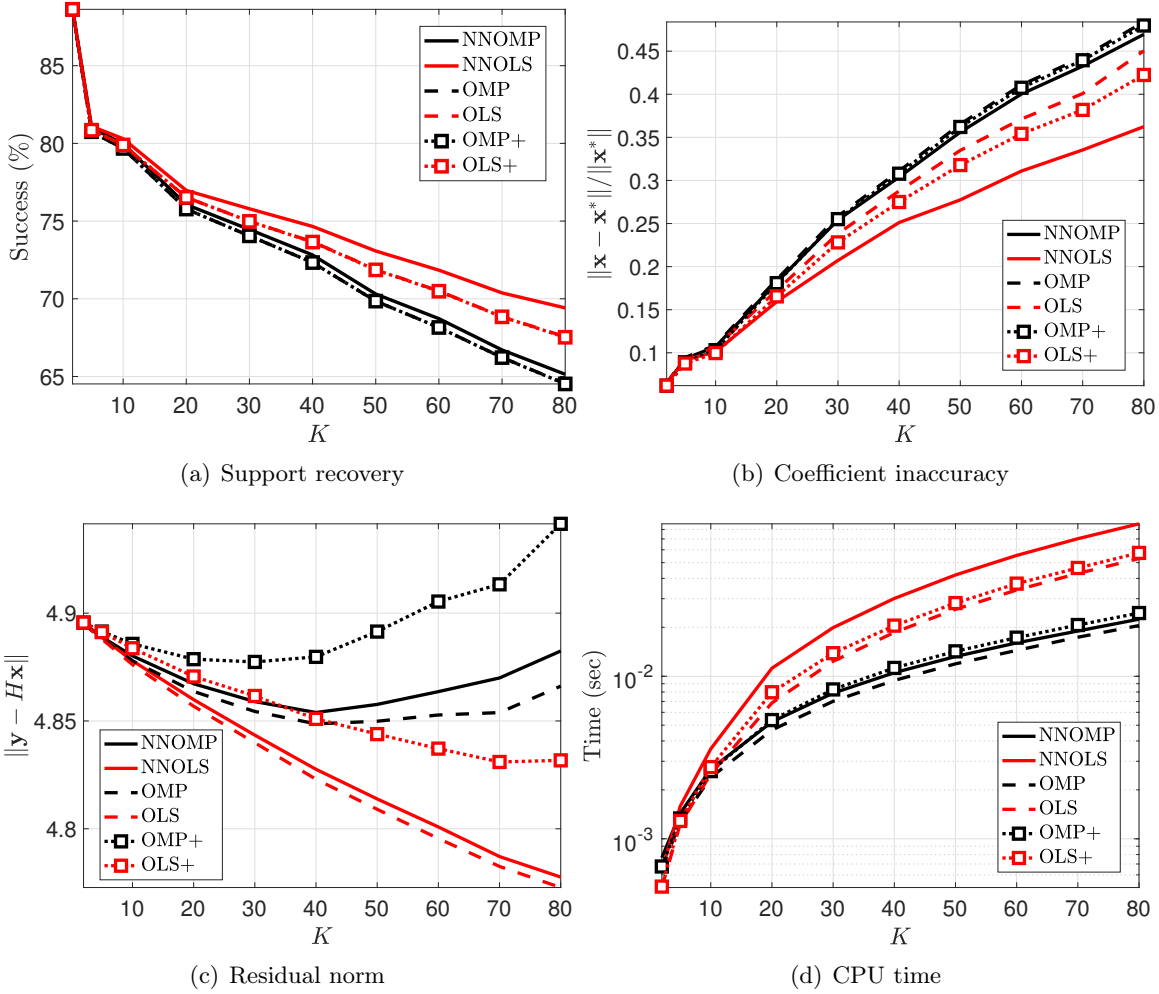 85
80
75
70
65
Success (%)
10 20 30 40 50 60 70 80
K
NNOMP
NNOLS
OMP
OLS
OMP+
OLS+
(a) Support recovery
0.45
0.4
0.35
0.3
0.25
0.2
0.15
0.1
‖x − x*‖/‖x*‖
10 20 30 40 50 60 70 80
K
NNOMP
NNOLS
OMP
OLS
OMP+
OLS+
(b) Coefficient inaccuracy
4.9
4.85
4.8
‖y − Hx‖
10 20 30 40 50 60 70 80
K
NNOMP
NNOLS
OMP
OLS
OMP+
OLS+
(c) Residual norm
10⁻²
10⁻³
Time (sec)
10 20 30 40 50 60 70 80
K
NNOMP
NNOLS
OMP
OLS
OMP+
OLS+
(d) CPU time